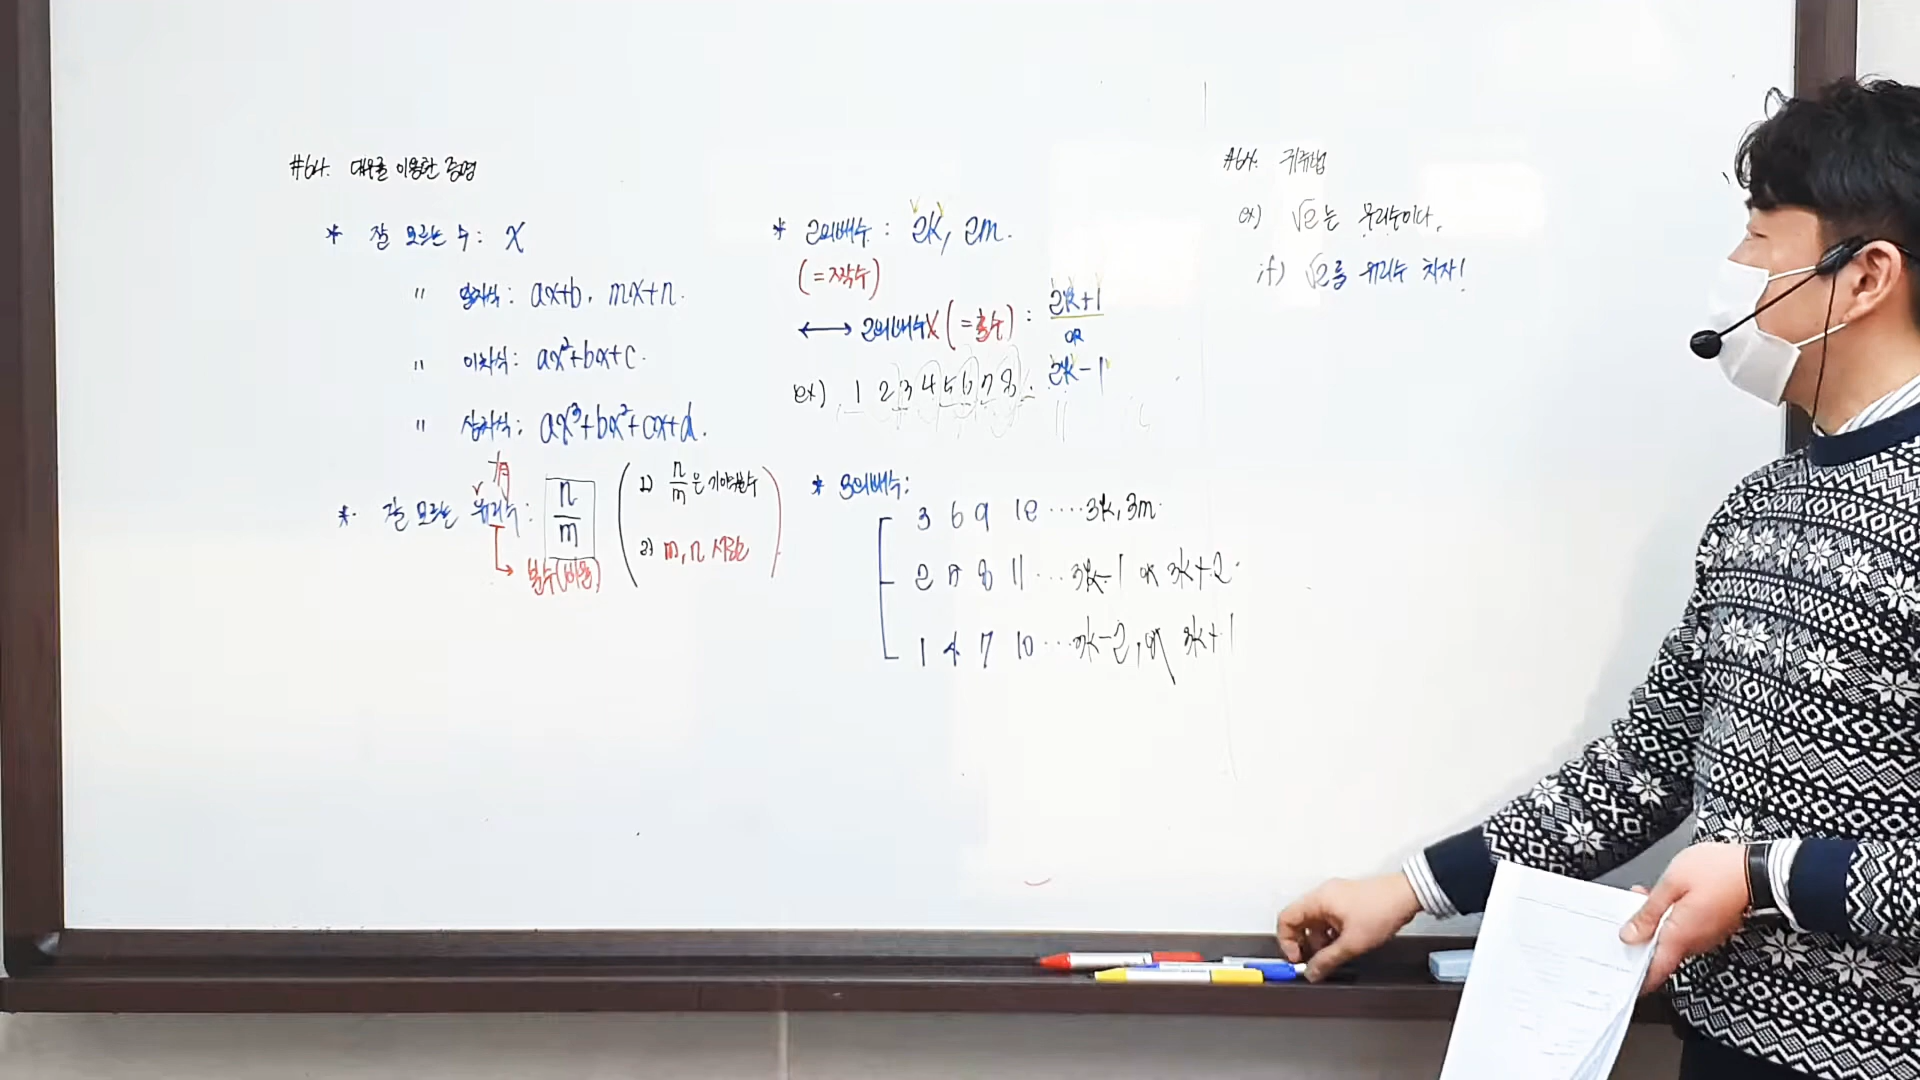 #64. 대우를 이용한 증명
* 잘 모르는 수: x
" 일차식: ax+b, mx+n.
" 이차식: ax²+bx+c.
" 삼차식: ax³+bx²+cx+d.
*. 잘 모르는 유리수: n/m
분수(비율)
1) n/m은 기약분수
2) m, n 서로소
* 2의배수: 2k, 2m.
(=짝수)
↔ 2의배수X (=홀수): 2k+1
OR
2k-1
ex) 1 2 3 4 5 6 7 8.
* 3의배수:
3 6 9 12 ····3k, 3m.
2 5 8 11 ···3k-1 or 3k+2.
1 4 7 10 ···3k-2, or 3k+1
#64. 귀류법
ex) √2는 무리수이다.
if) √2를 유리수 치자!